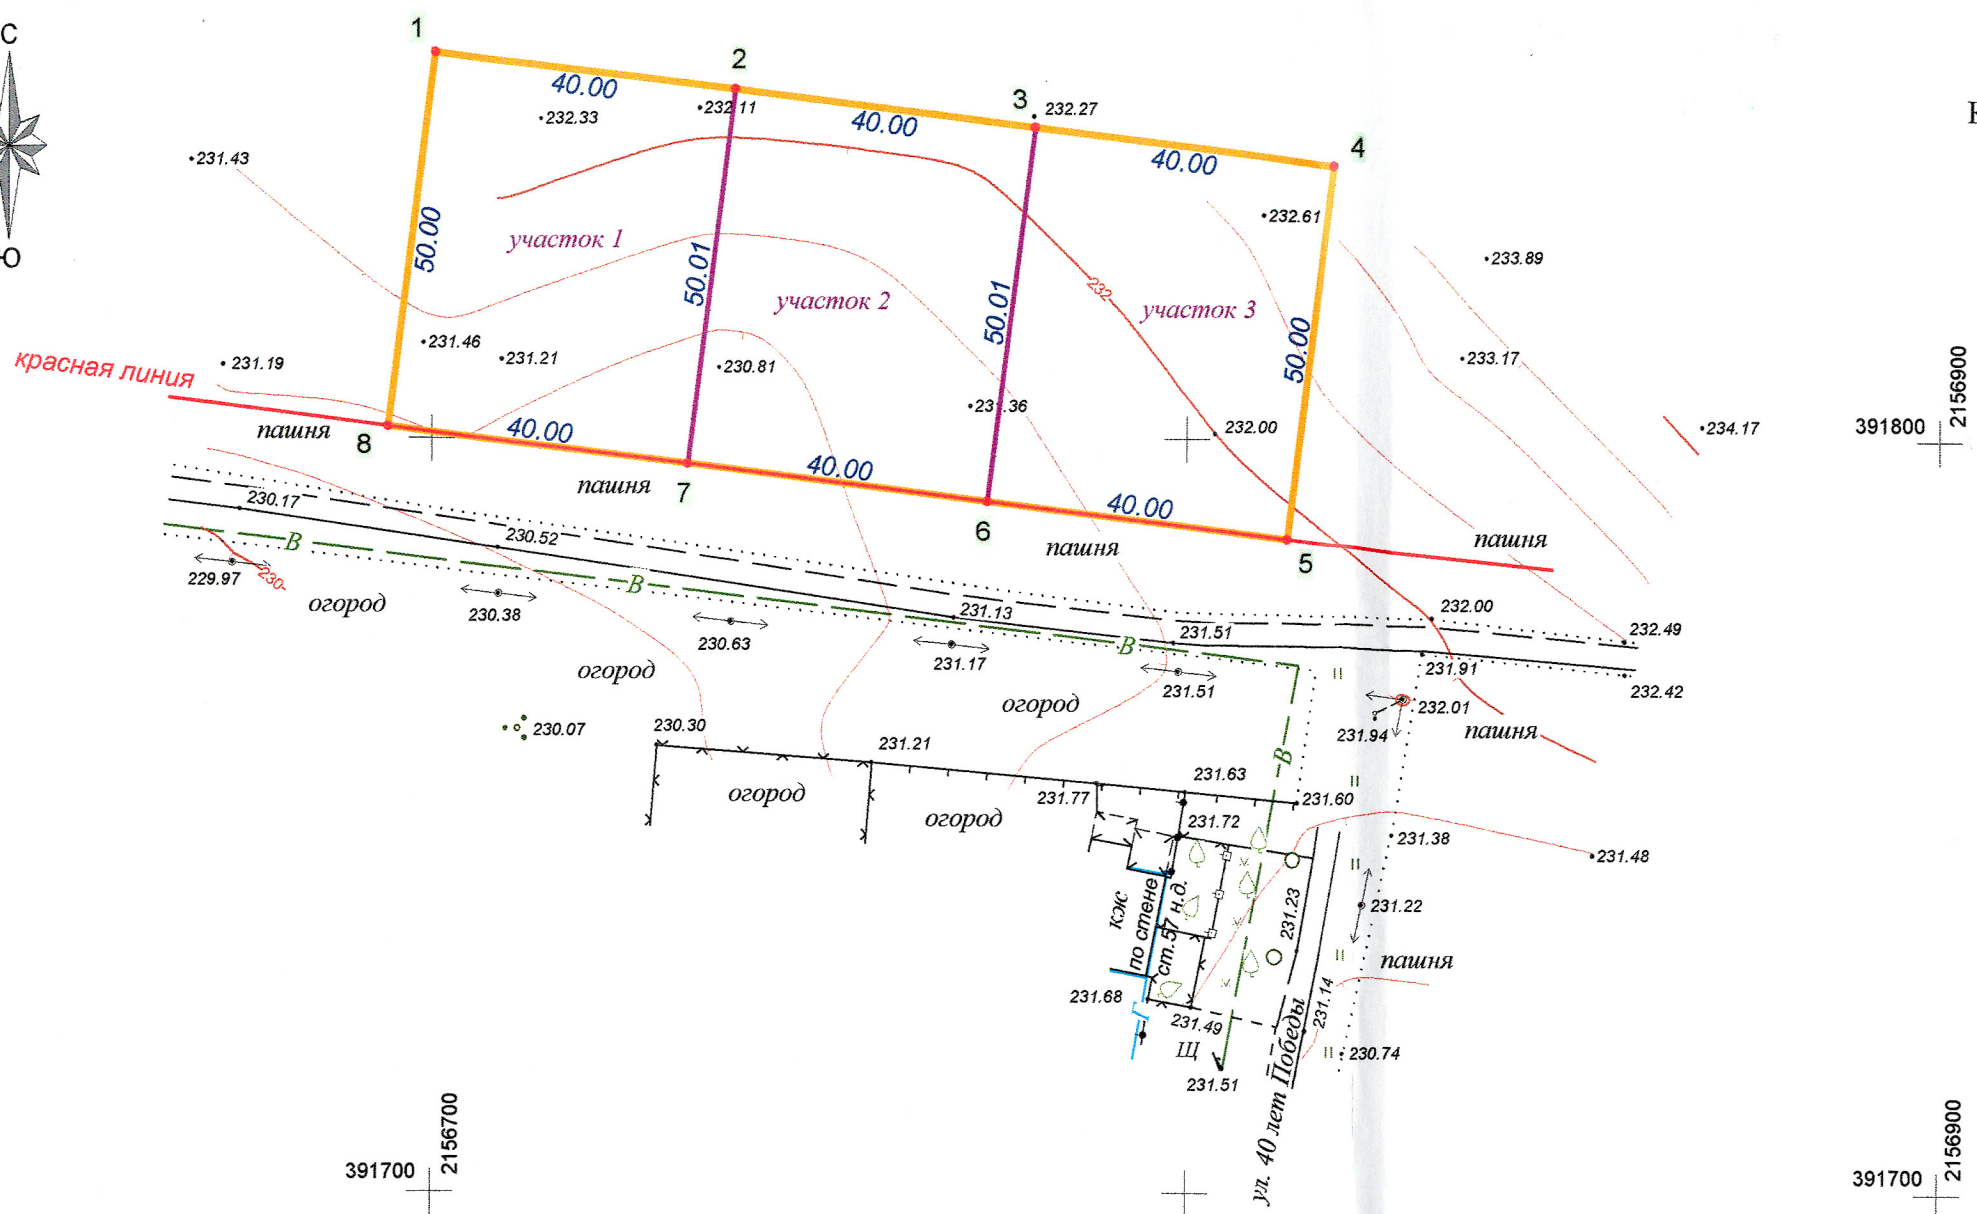 С
Ю
1
2
3
4
40.00
40.00
40.00
232.33
232.11
232.27
231.43
232.61
50.00
50.01
50.01
50.00
участок 1
участок 2
участок 3
232
233.89
233.17
234.17
231.46
231.21
231.19
230.81
231.36
232.00
красная линия
391800
2156900
пашня
8
40.00
7
40.00
6
40.00
5
пашня
пашня
пашня
230.17
230.52
231.13
231.51
232.00
232.49
231.91
232.42
В
В
В
В
229.97
230
230.38
230.63
231.17
231.51
232.01
231.94
огород
огород
огород
пашня
230.07
230.30
231.21
231.63
231.77
231.60
231.72
огород
огород
231.38
231.48
231.22
231.23
231.14
кж
по стене
ст.57 н.д.
пашня
231.68
231.49
Г
Щ
231.51
230.74
ул. 40 лет Победы
391700
2156700
391700
2156900